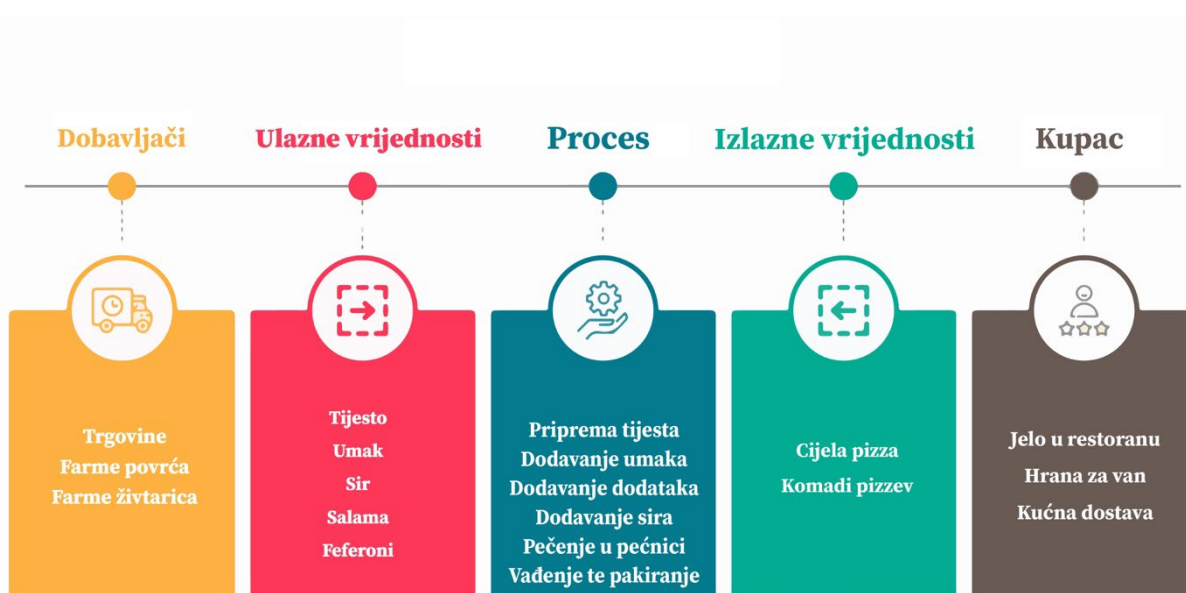 Dobavljači
Ulazne vrijednosti
Proces
Izlazne vrijednosti
Kupac
Trgovine
Farme povrća
Farme živtarica
Tijesto
Umak
Sir
Salama
Feferoni
Priprema tijesta
Dodavanje umaka
Dodavanje dodataka
Dodavanje sira
Pečenje u pećnici
Vađenje te pakiranje
Cijela pizza
Komadi pizzev
Jelo u restoranu
Hrana za van
Kućna dostava